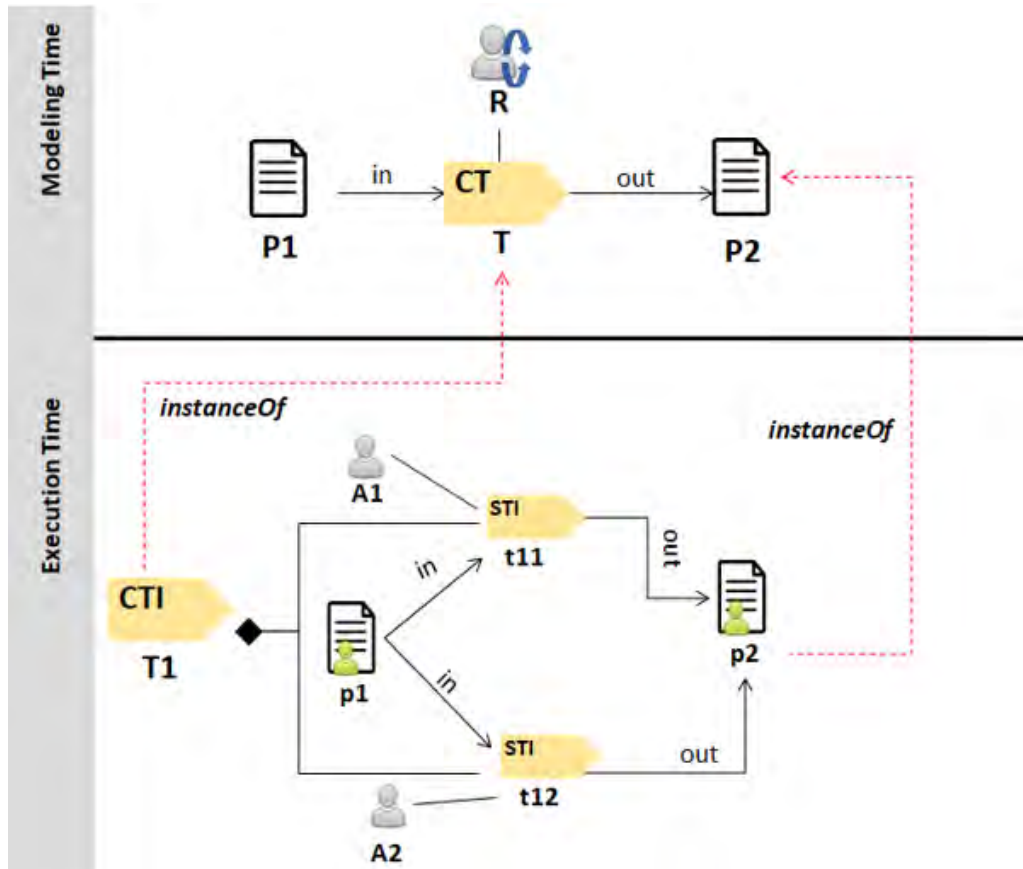 Modeling Time
R
in
CT
out
P1
T
P2
Execution Time
instanceOf
instanceOf
A1
STI
t11
in
out
CTI
T1
p1
p2
in
STI
out
t12
A2